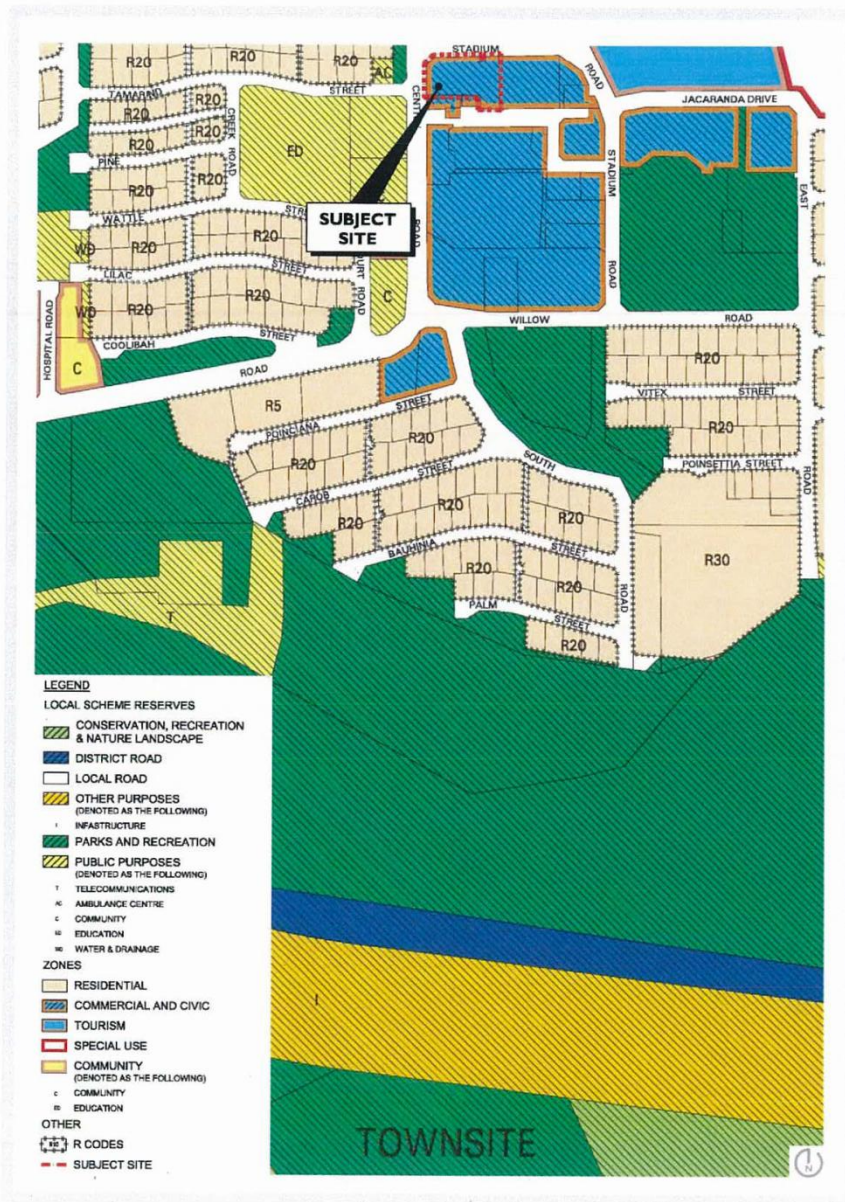 STADIUM
R20
R20
R20
AC
TAMARIND
R20
STREET
CENTR
ROAD
JACARANDA DRIVE
R20
CREEK
ROAD
R20
R20
ED
PINE
R20
R20
STADIUM
ROAD
EAST
ROAD
WATTLE
SUBJECT
SITE
ROAD
WD
R20
R20
LILAC
STREET
COURT ROAD
HOSPITAL ROAD
WD
R20
R20
C
C
COOLIBAH
STREET
WILLOW
ROAD
ROAD
R20
R5
STREET
VITEX
STREET
POINCIANA
R20
R20
R20
STREET
SOUTH
ROAD
POINSETTIA STREET
CAROB
R20
R20
R20
R30
BAUHINIA
STREET
R20
R20
PALM
STREET
R20
T
LEGEND
LOCAL SCHEME RESERVES
CONSERVATION, RECREATION
& NATURE LANDSCAPE
DISTRICT ROAD
LOCAL ROAD
OTHER PURPOSES
(DENOTED AS THE FOLLOWING)
I INFASTRUCTURE
PARKS AND RECREATION
PUBLIC PURPOSES
(DENOTED AS THE FOLLOWING)
T TELECOMMUNICATIONS
AC AMBULANCE CENTRE
C COMMUNITY
ED EDUCATION
WD WATER & DRAINAGE
ZONES
RESIDENTIAL
COMMERCIAL AND CIVIC
TOURISM
SPECIAL USE
COMMUNITY
(DENOTED AS THE FOLLOWING)
C COMMUNITY
ED EDUCATION
OTHER
R CODES
SUBJECT SITE
I
TOWNSITE
N